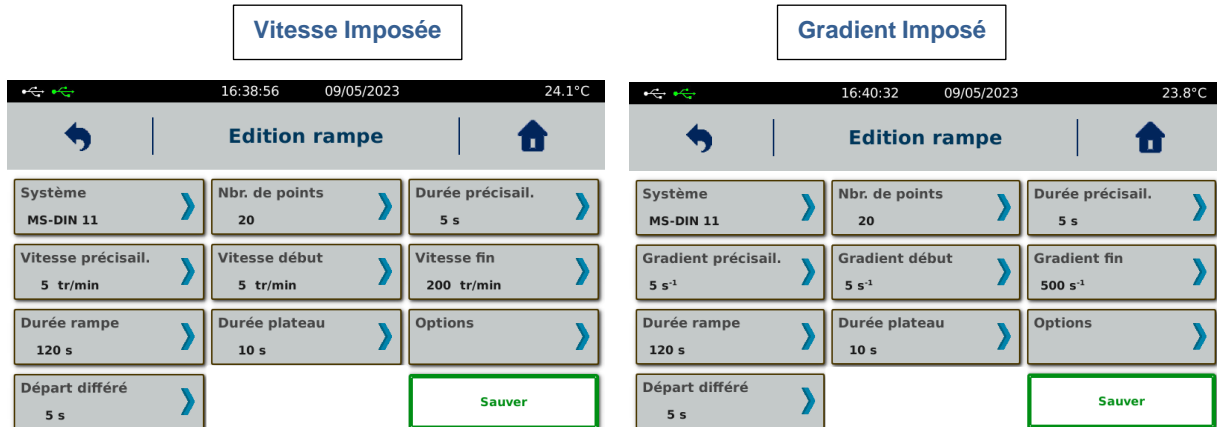 Vitesse Imposée
16:38:56 09/05/2023 24.1°C
Edition rampe
Système
MS-DIN 11
Nbr. de points
20
Durée précisail.
5 s
Vitesse précisail.
5 tr/min
Vitesse début
5 tr/min
Vitesse fin
200 tr/min
Durée rampe
120 s
Durée plateau
10 s
Options
Départ différé
5 s
Sauver
Gradient Imposé
16:40:32 09/05/2023 23.8°C
Edition rampe
Système
MS-DIN 11
Nbr. de points
20
Durée précisail.
5 s
Gradient précisail.
5 s⁻¹
Gradient début
5 s⁻¹
Gradient fin
500 s⁻¹
Durée rampe
120 s
Durée plateau
10 s
Options
Départ différé
5 s
Sauver